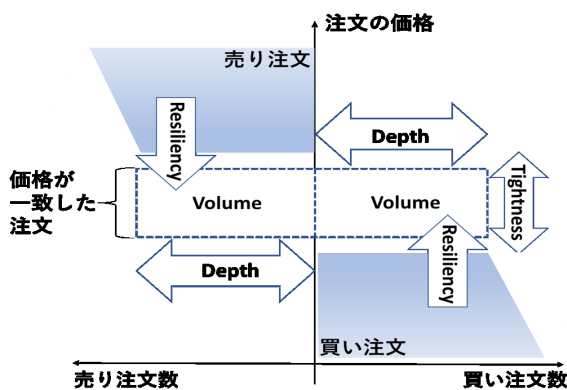 注文の価格
売り注文
Resiliency
Depth
価格が
一致した
注文
Volume
Volume
Tightness
Depth
Resiliency
買い注文
売り注文数
買い注文数